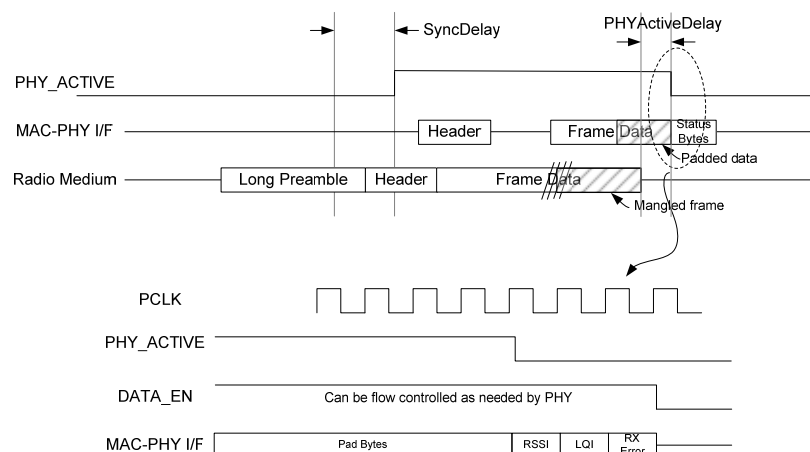 SyncDelay
PHYActiveDelay
PHY_ACTIVE
MAC-PHY I/F
Header
Frame Data
Status
Bytes
Padded data
Radio Medium
Long Preamble
Header
Frame Data
Mangled frame
PCLK
PHY_ACTIVE
DATA_EN
Can be flow controlled as needed by PHY
MAC-PHY I/F
Pad Bytes
RSSI
LQI
RX
Error